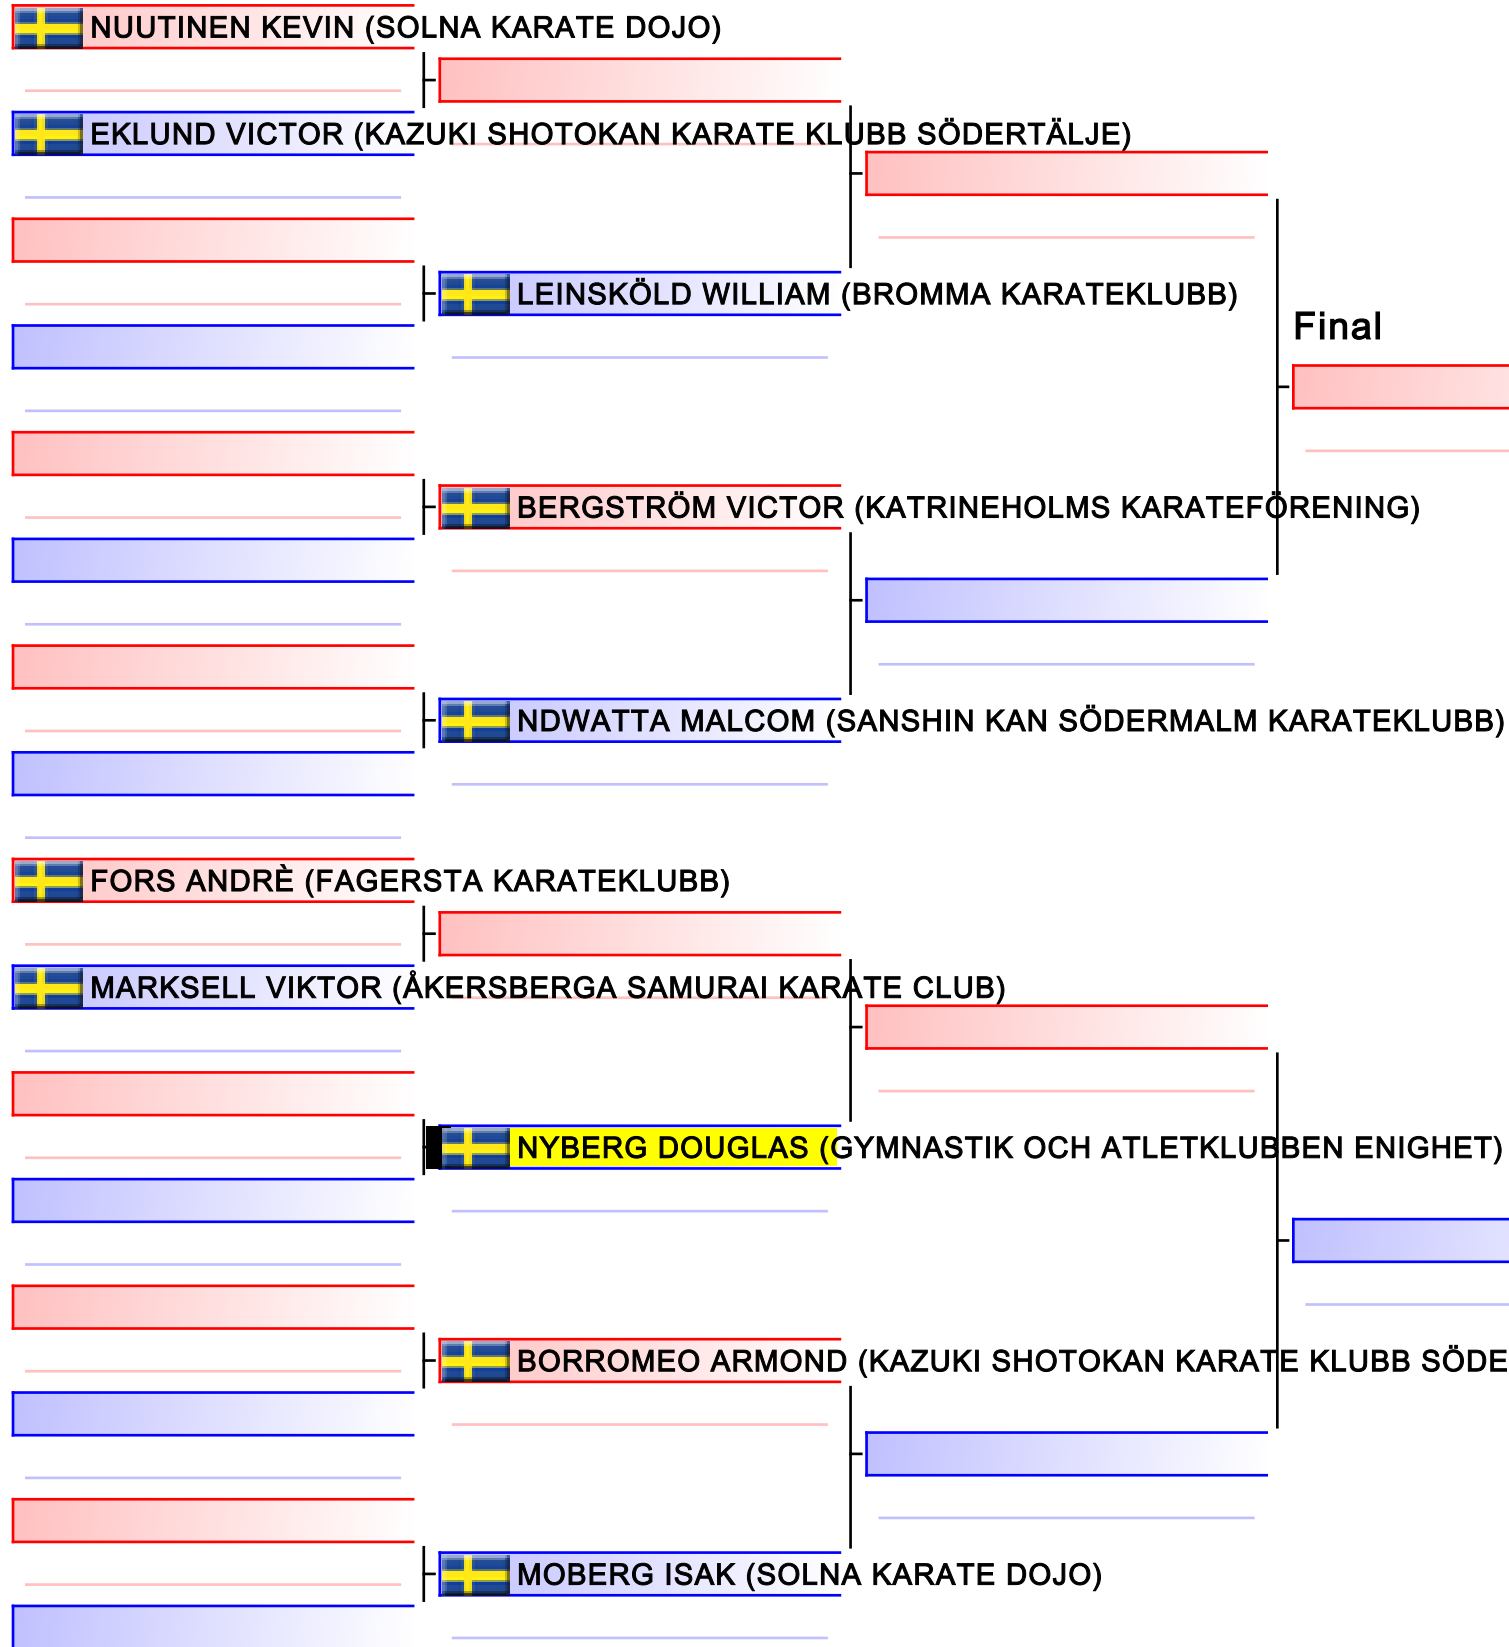 NUUTINEN KEVIN (SOLNA KARATE DOJO)
EKLUND VICTOR (KAZUKI SHOTOKAN KARATE KLUBB SÖDERTÄLJE)
LEINSKÖLD WILLIAM (BROMMA KARATEKLUBB)
Final
BERGSTRÖM VICTOR (KATRINEHOLMS KARATEFÖRENING)
NDWATTA MALCOM (SANSHIN KAN SÖDERMALM KARATEKLUBB)
FORS ANDRÈ (FAGERSTA KARATEKLUBB)
MARKSELL VIKTOR (ÅKERSBERGA SAMURAI KARATE CLUB)
NYBERG DOUGLAS (GYMNASTIK OCH ATLETKLUBBEN ENIGHET)
BORROMEO ARMOND (KAZUKI SHOTOKAN KARATE KLUBB SÖDE
MOBERG ISAK (SOLNA KARATE DOJO)